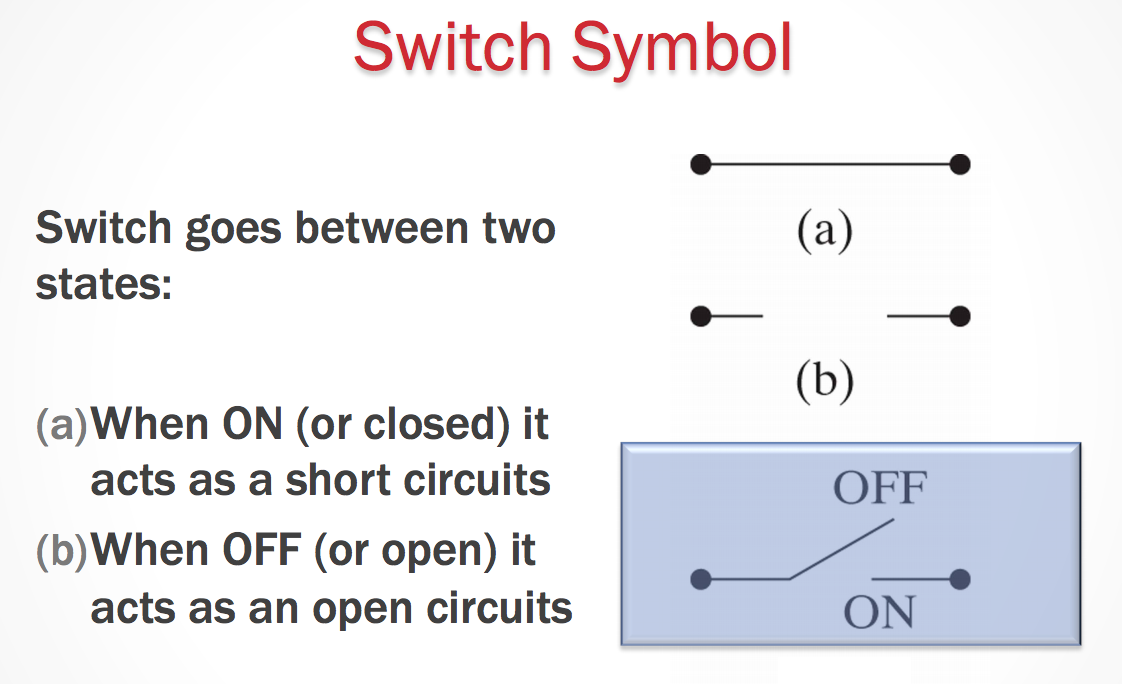 Switch Symbol
Switch goes between two
states:
(a)When ON (or closed) it
acts as a short circuits
(b)When OFF (or open) it
acts as an open circuits
(a)
(b)
OFF
ON